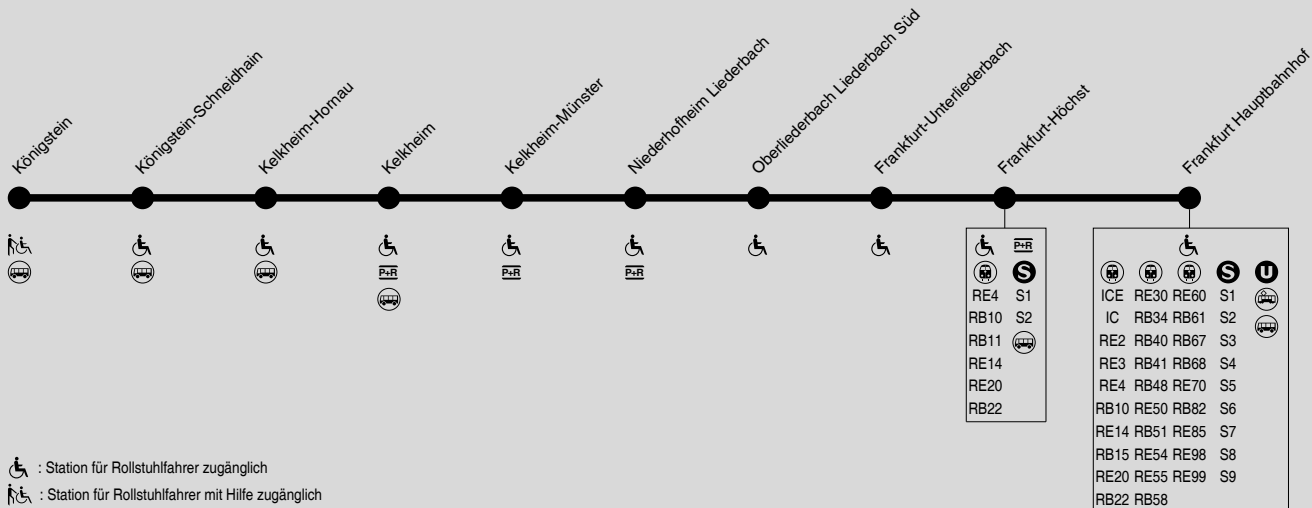 Königstein
Königstein-Schneidhain
Kelkheim-Hornau
Kelkheim
Kelkheim-Münster
Niederhofheim Liederbach
Oberliederbach Liederbach Süd
Frankfurt-Unterliederbach
Frankfurt-Höchst
Frankfurt Hauptbahnhof
P+R
P+R
P+R
P+R
S
RE4 S1
RB10 S2
RB11
RE14
RE20
RB22
S U
ICE RE30 RE60 S1
IC RB34 RB61 S2
RE2 RB40 RB67 S3
RE3 RB41 RB68 S4
RE4 RB48 RE70 S5
RB10 RE50 RB82 S6
RE14 RB51 RE85 S7
RB15 RE54 RE98 S8
RE20 RE55 RE99 S9
RB22 RB58
: Station für Rollstuhlfahrer zugänglich
: Station für Rollstuhlfahrer mit Hilfe zugänglich